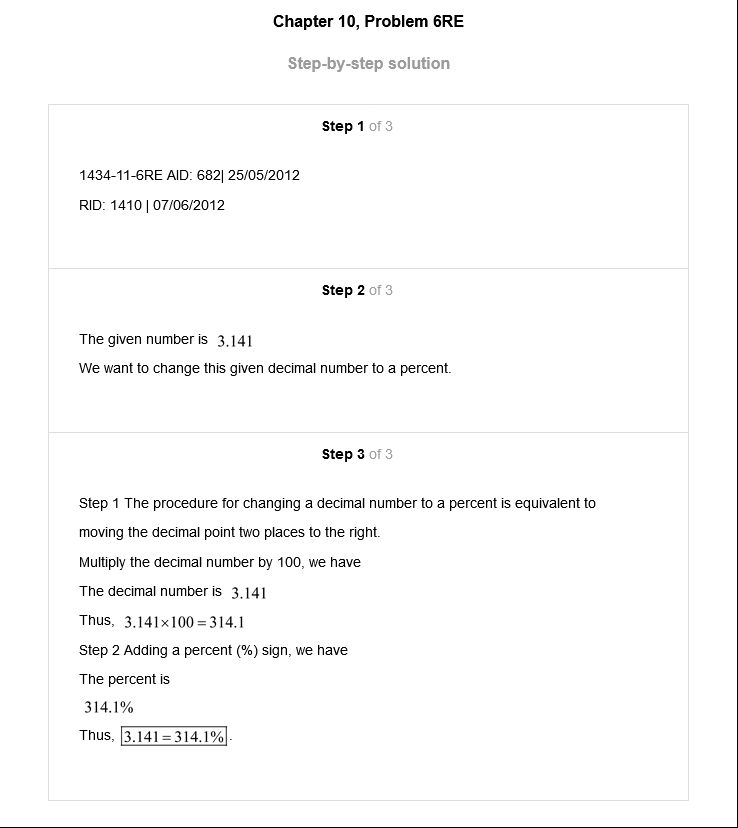 Chapter 10, Problem 6RE
Step-by-step solution
Step 1 of 3
1434-11-6RE AID: 682| 25/05/2012
RID: 1410 | 07/06/2012
Step 2 of 3
The given number is 3.141
We want to change this given decimal number to a percent.
Step 3 of 3
Step 1 The procedure for changing a decimal number to a percent is equivalent to
moving the decimal point two places to the right.
Multiply the decimal number by 100, we have
The decimal number is 3.141
Thus, 3.141×100=314.1
Step 2 Adding a percent (%) sign, we have
The percent is
314.1%
Thus, 3.141=314.1%.